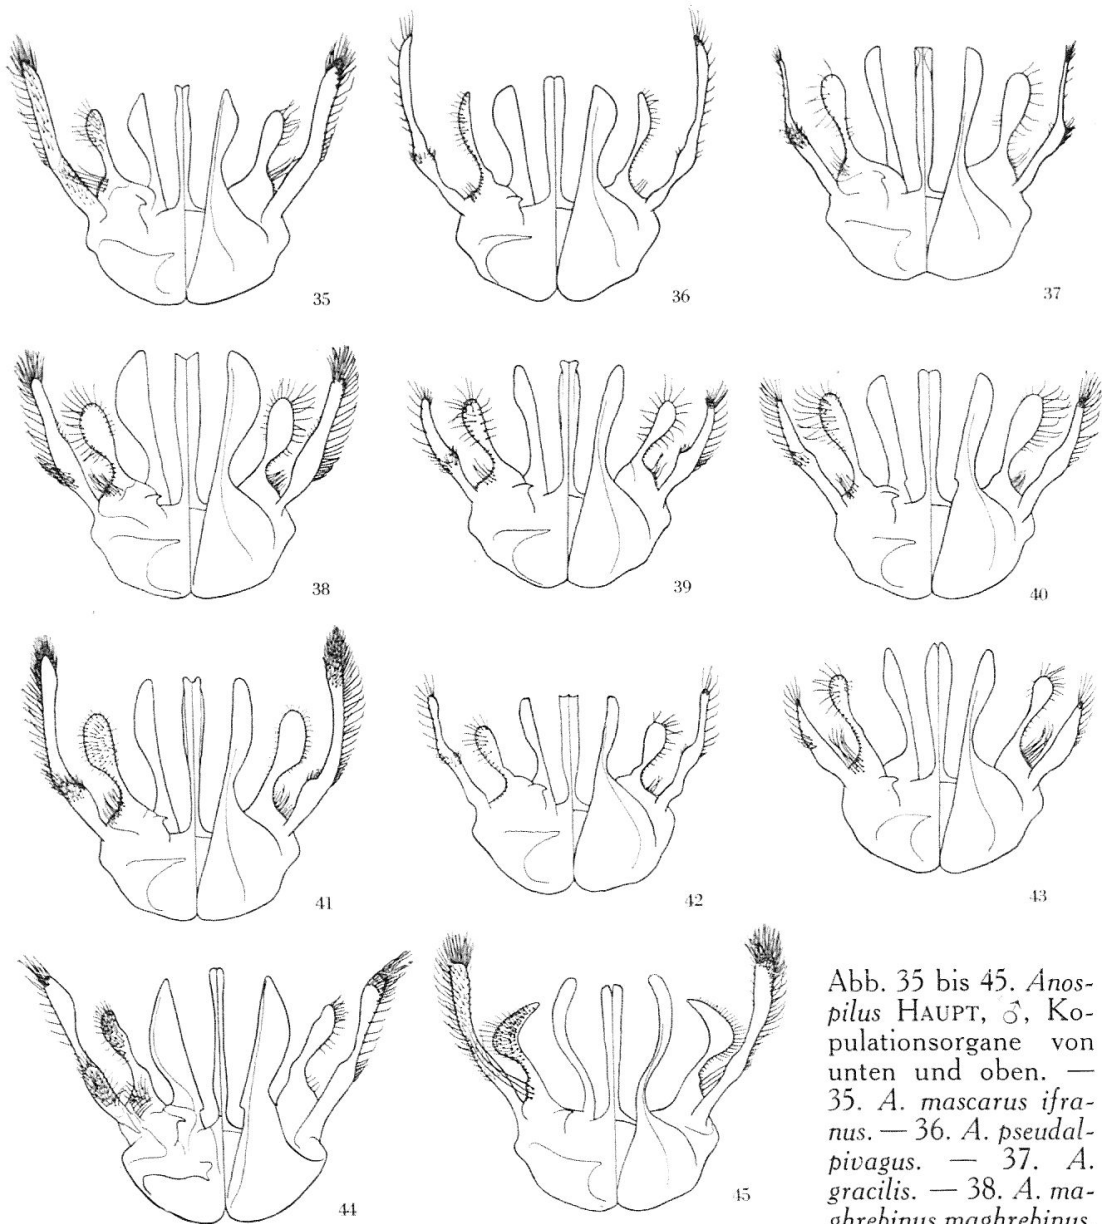 35
36
37
38
39
40
41
42
43
44
45
Abb. 35 bis 45. Anos-
pilus HAUPT, ♂, Ko-
pulationsorgane von
unten und oben. —
35. A. mascarus ifra-
nus. — 36. A. pseudal-
pivagus. — 37. A.
gracilis. — 38. A. ma-
ghrebinus maghrebinus.